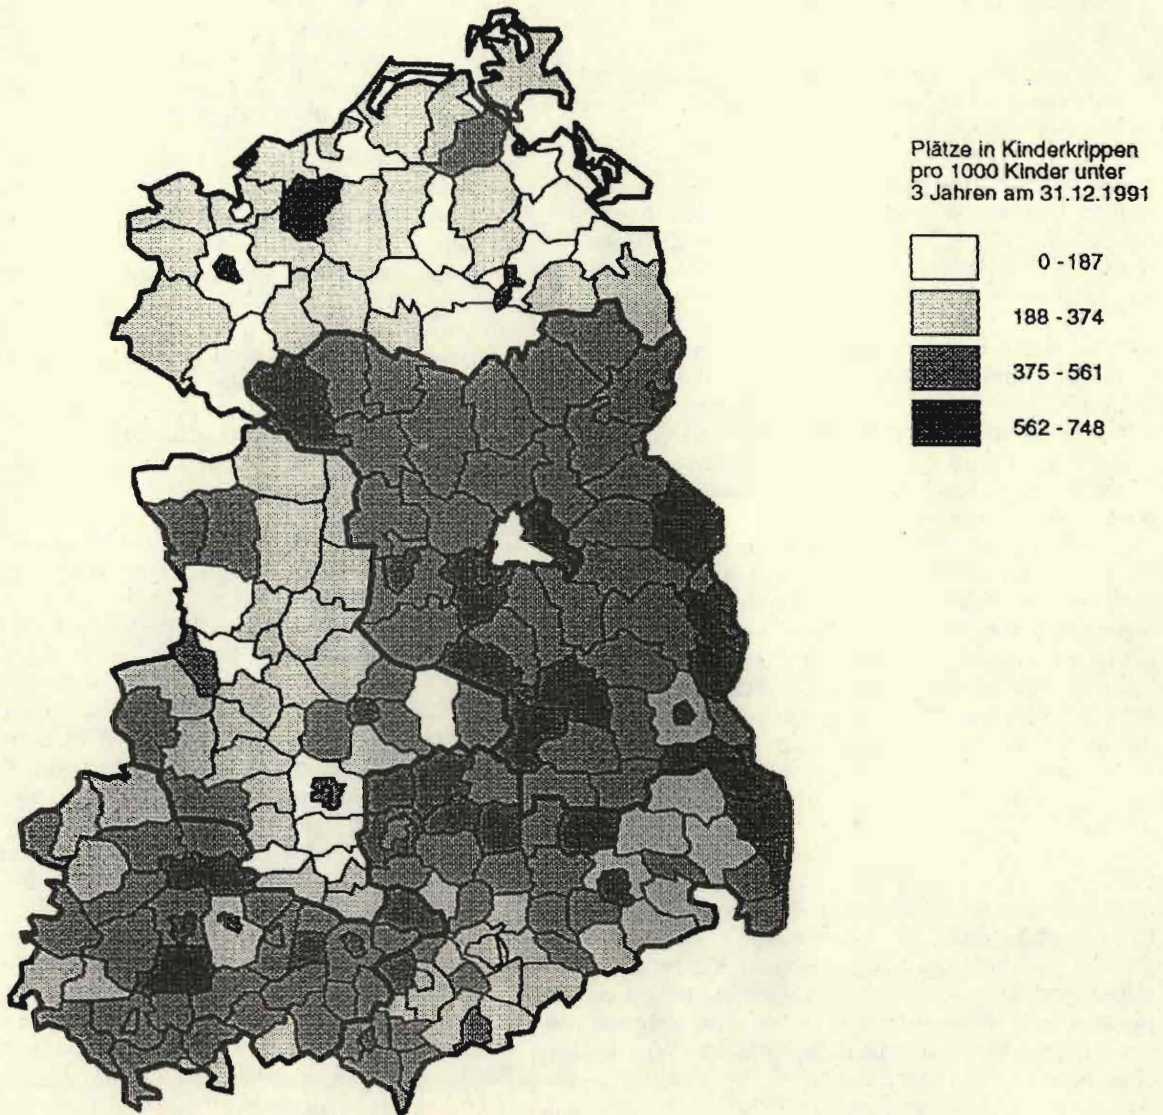 Plätze in Kinderkrippen
pro 1000 Kinder unter
3 Jahren am 31.12.1991
0 - 187
188 - 374
375 - 561
562 - 748